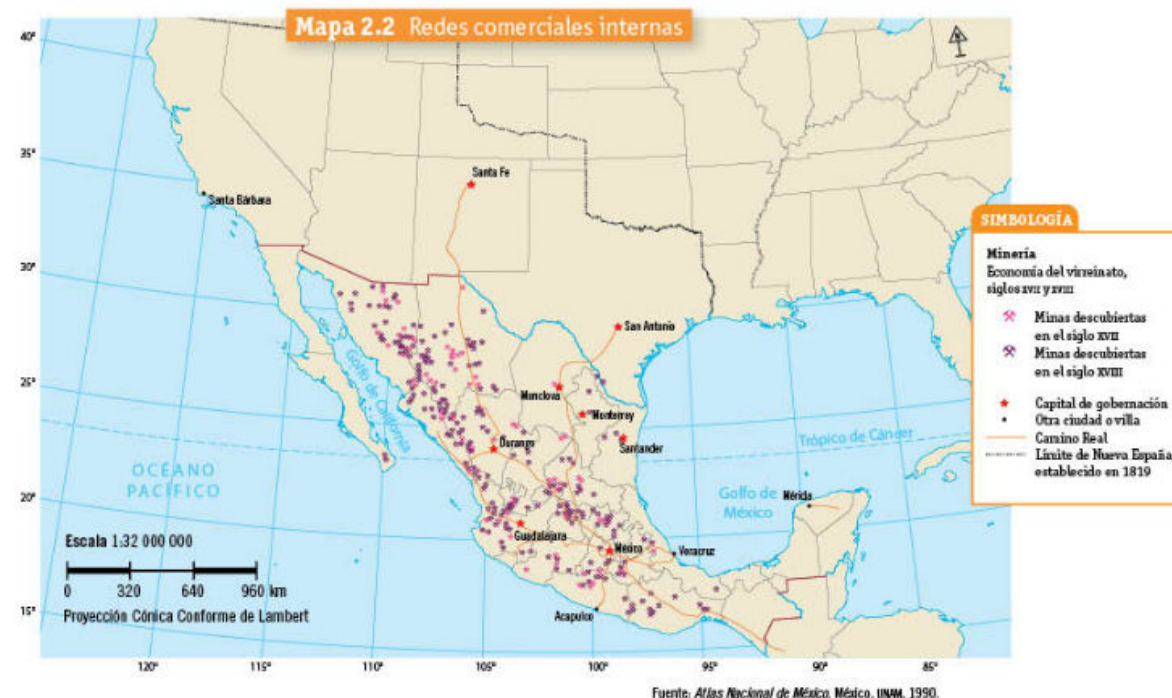 Mapa 2.2 Redes comerciales internas
40°
35°
30°
25°
20°
15°
Santa Fe
Santa Bárbara
San Antonio
Munclova
Monterrey
Durango
Santander
Golfo de California
Trópico de Cáncer
OCÉANO
PACÍFICO
Golfo de
México
Mérida
Guadalajara
México
Veracruz
Acapulco
Escala 1:32 000 000
0 320 640 960 km
Proyección Cónica Conforme de Lambert
120° 115° 110° 105° 100° 95° 90° 85°
SIMBOLOGÍA
Minería
Economía del virreinato,
siglos XVII y XVIII
Minas descubiertas
en el siglo XVII
Minas descubiertas
en el siglo XVIII
Capital de gobernación
Otra ciudad o villa
Camino Real
Límite de Nueva España
establecido en 1819
Fuente: Atlas Nacional de México, México, UNAM, 1990.